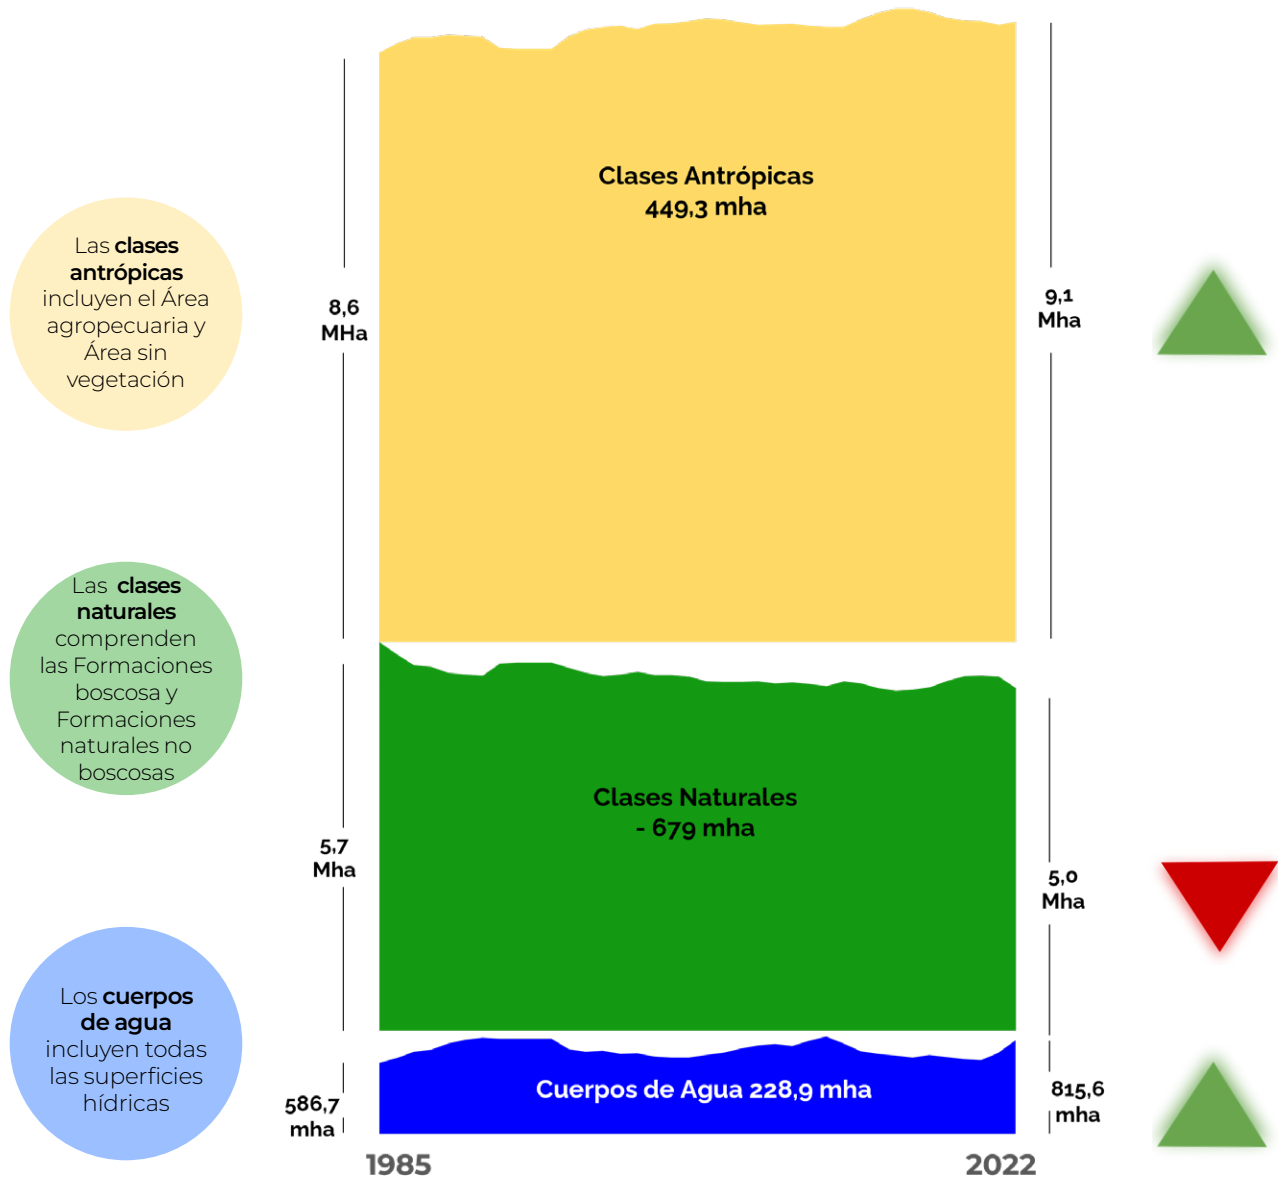 Clases Antrópicas
449,3 mha
Las clases
antrópicas
incluyen el Área
agropecuaria y
Área sin
vegetación
8,6
MHa
9,1
Mha
Las clases
naturales
comprenden
las Formaciones
boscosa y
Formaciones
naturales no
boscosas
Clases Naturales
- 679 mha
5,7
Mha
5,0
Mha
Los cuerpos
de agua
incluyen todas
las superficies
hídricas
586,7
mha
Cuerpos de Agua 228,9 mha
815,6
mha
1985
2022